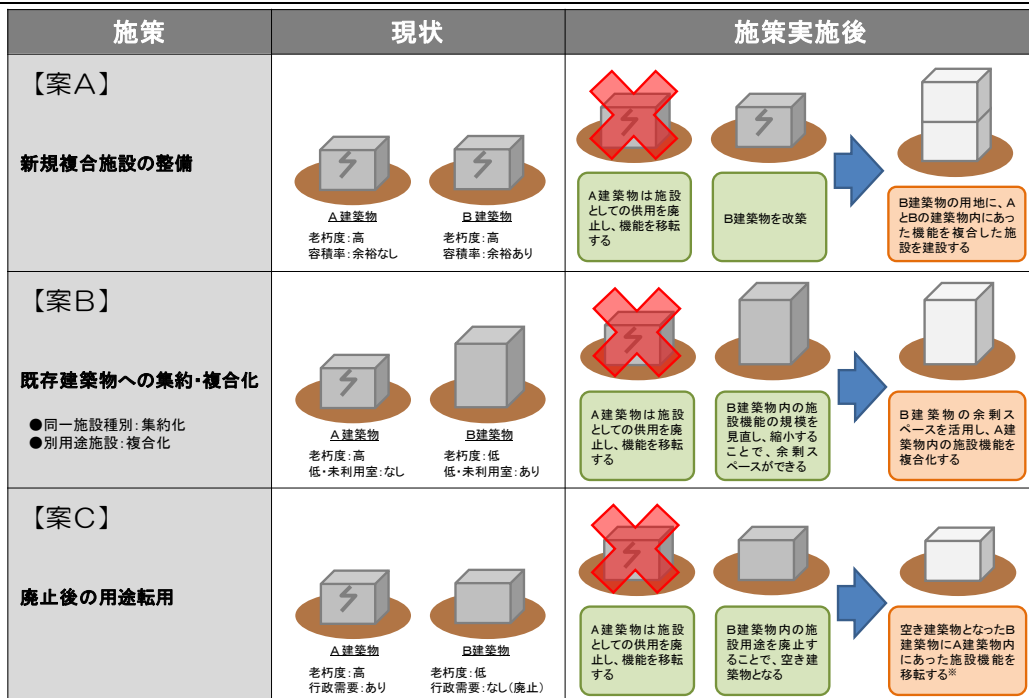 施策
現状
施策実施後
【案A】
新規複合施設の整備
A建築物
老朽度:高
容積率:余裕なし
B建築物
老朽度:高
容積率:余裕あり
A建築物は施設
としての供用を廃
止し、機能を移転
する
B建築物を改築
B建築物の用地に、A
とBの建築物内にあっ
た機能を複合した施
設を建設する
【案B】
既存建築物への集約・複合化
●同一施設種別:集約化
●別用途施設:複合化
A建築物
老朽度:高
低・未利用室:なし
B建築物
老朽度:低
低・未利用室:あり
A建築物は施設
としての供用を廃
止し、機能を移転
する
B建築物内の施
設機能の規模を
見直し、縮小する
ことで、余剰ス
ペースができる
B建築物の余剰ス
ペースを活用し、A建
築物内の施設機能を
複合化する
【案C】
廃止後の用途転用
A建築物
老朽度:高
行政需要:あり
B建築物
老朽度:低
行政需要:なし(廃止)
A建築物は施設
としての供用を廃
止し、機能を移転
する
B建築物内の施
設用途を廃止す
ることで、空き建
築物となる
空き建築物となったB
建築物にA建築物内
にあった施設機能を
移転する※